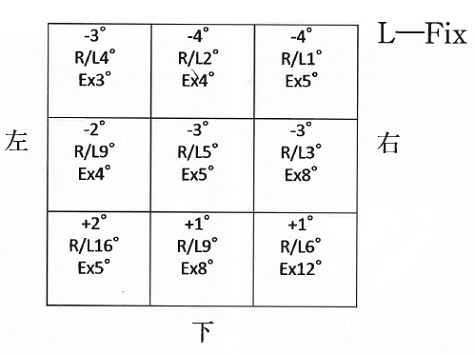 L—Fix
-3° -4° -4°
R/L4° R/L2° R/L1°
Ex3° Ex4° Ex5°
-2° -3° -3°
左 R/L9° R/L5° R/L3° 右
Ex4° Ex5° Ex8°
+2° +1° +1°
R/L16° R/L9° R/L6°
Ex5° Ex8° Ex12°
下